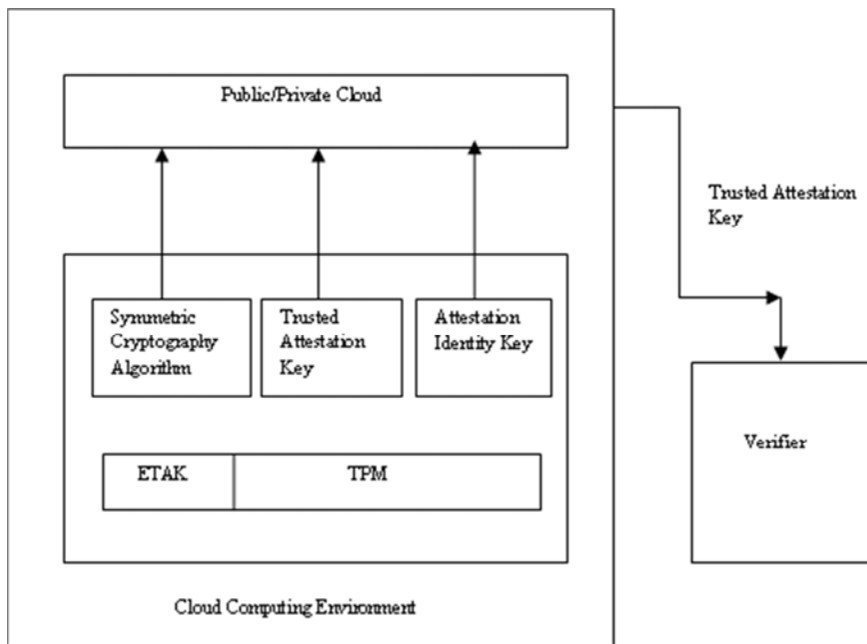 Public/Private Cloud
Trusted Attestation
Key
Symmetric
Cryptography
Algorithm
Trusted
Attestation
Key
Attestation
Identity Key
Verifier
ETAK
TPM
Cloud Computing Environment